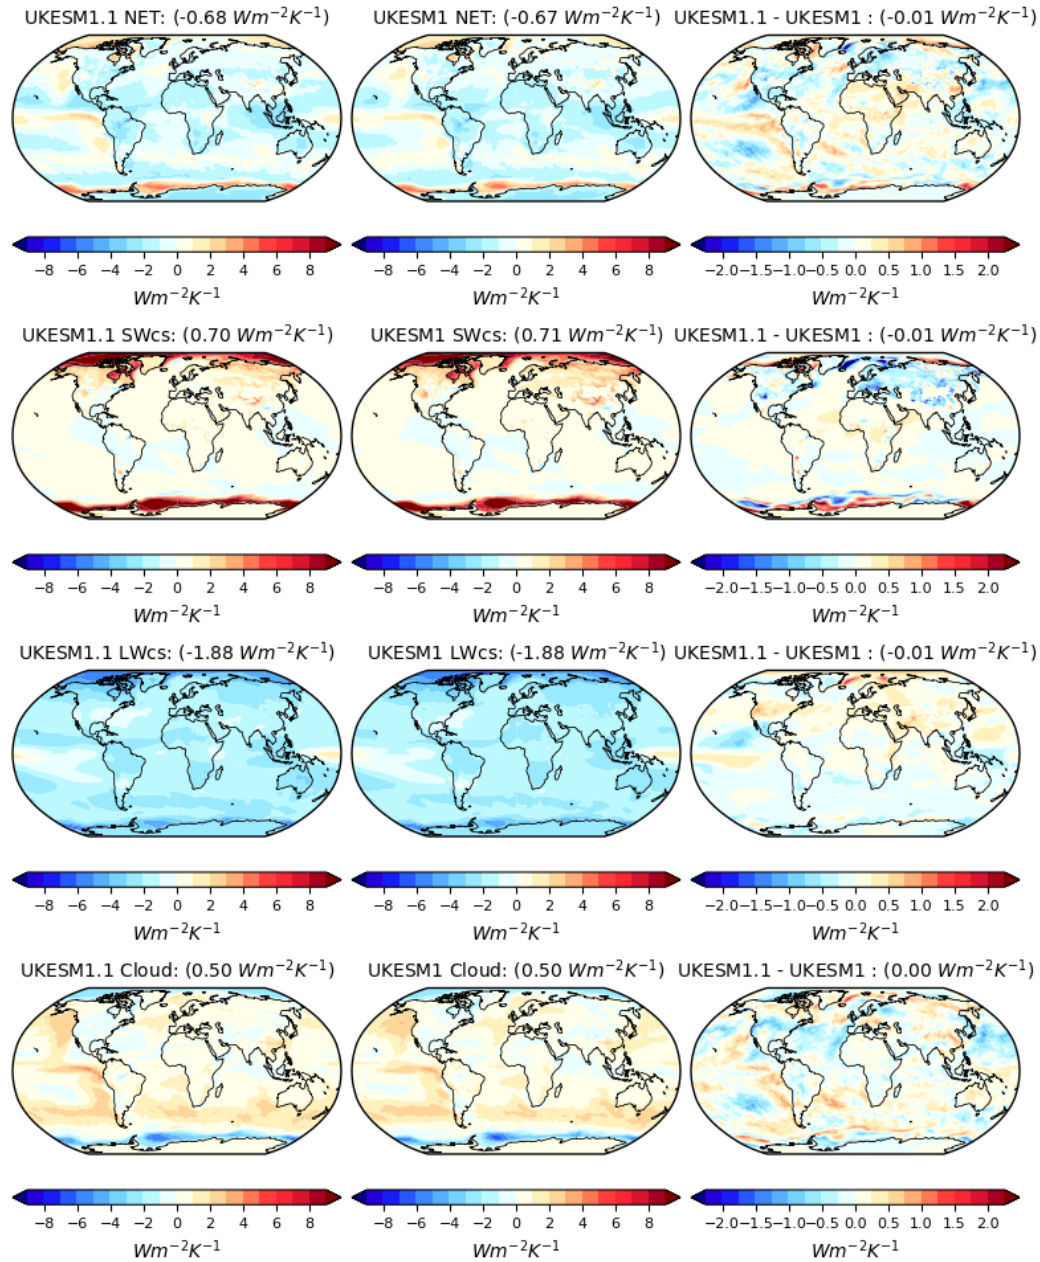 UKESM1.1 NET: (-0.68 Wm⁻²K⁻¹) UKESM1 NET: (-0.67 Wm⁻²K⁻¹) UKESM1.1 - UKESM1 : (-0.01 Wm⁻²K⁻¹)
−8 −6 −4 −2 0 2 4 6 8 −8 −6 −4 −2 0 2 4 6 8 −2.0−1.5−1.0−0.5 0.0 0.5 1.0 1.5 2.0
Wm⁻²K⁻¹ Wm⁻²K⁻¹ Wm⁻²K⁻¹
UKESM1.1 SWcs: (0.70 Wm⁻²K⁻¹) UKESM1 SWcs: (0.71 Wm⁻²K⁻¹) UKESM1.1 - UKESM1 : (-0.01 Wm⁻²K⁻¹)
−8 −6 −4 −2 0 2 4 6 8 −8 −6 −4 −2 0 2 4 6 8 −2.0−1.5−1.0−0.5 0.0 0.5 1.0 1.5 2.0
Wm⁻²K⁻¹ Wm⁻²K⁻¹ Wm⁻²K⁻¹
UKESM1.1 LWcs: (-1.88 Wm⁻²K⁻¹) UKESM1 LWcs: (-1.88 Wm⁻²K⁻¹) UKESM1.1 - UKESM1 : (-0.01 Wm⁻²K⁻¹)
−8 −6 −4 −2 0 2 4 6 8 −8 −6 −4 −2 0 2 4 6 8 −2.0−1.5−1.0−0.5 0.0 0.5 1.0 1.5 2.0
Wm⁻²K⁻¹ Wm⁻²K⁻¹ Wm⁻²K⁻¹
UKESM1.1 Cloud: (0.50 Wm⁻²K⁻¹) UKESM1 Cloud: (0.50 Wm⁻²K⁻¹) UKESM1.1 - UKESM1 : (0.00 Wm⁻²K⁻¹)
−8 −6 −4 −2 0 2 4 6 8 −8 −6 −4 −2 0 2 4 6 8 −2.0−1.5−1.0−0.5 0.0 0.5 1.0 1.5 2.0
Wm⁻²K⁻¹ Wm⁻²K⁻¹ Wm⁻²K⁻¹